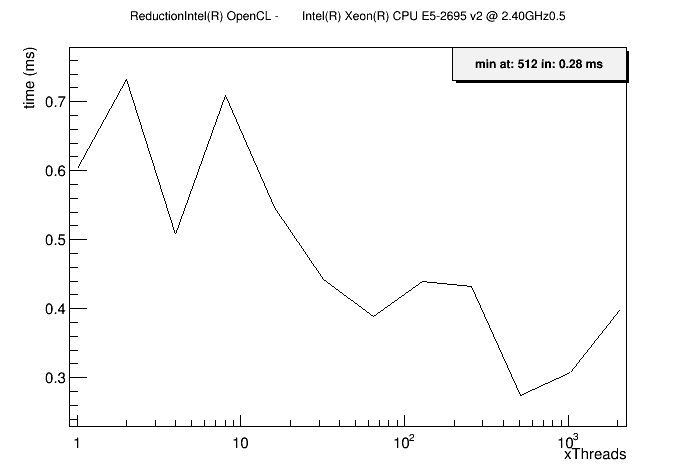 ReductionIntel(R) OpenCL - Intel(R) Xeon(R) CPU E5-2695 v2 @ 2.40GHz0.5
time (ms)
min at: 512 in: 0.28 ms
0.7
0.6
0.5
0.4
0.3
1 10 10² 10³
xThreads